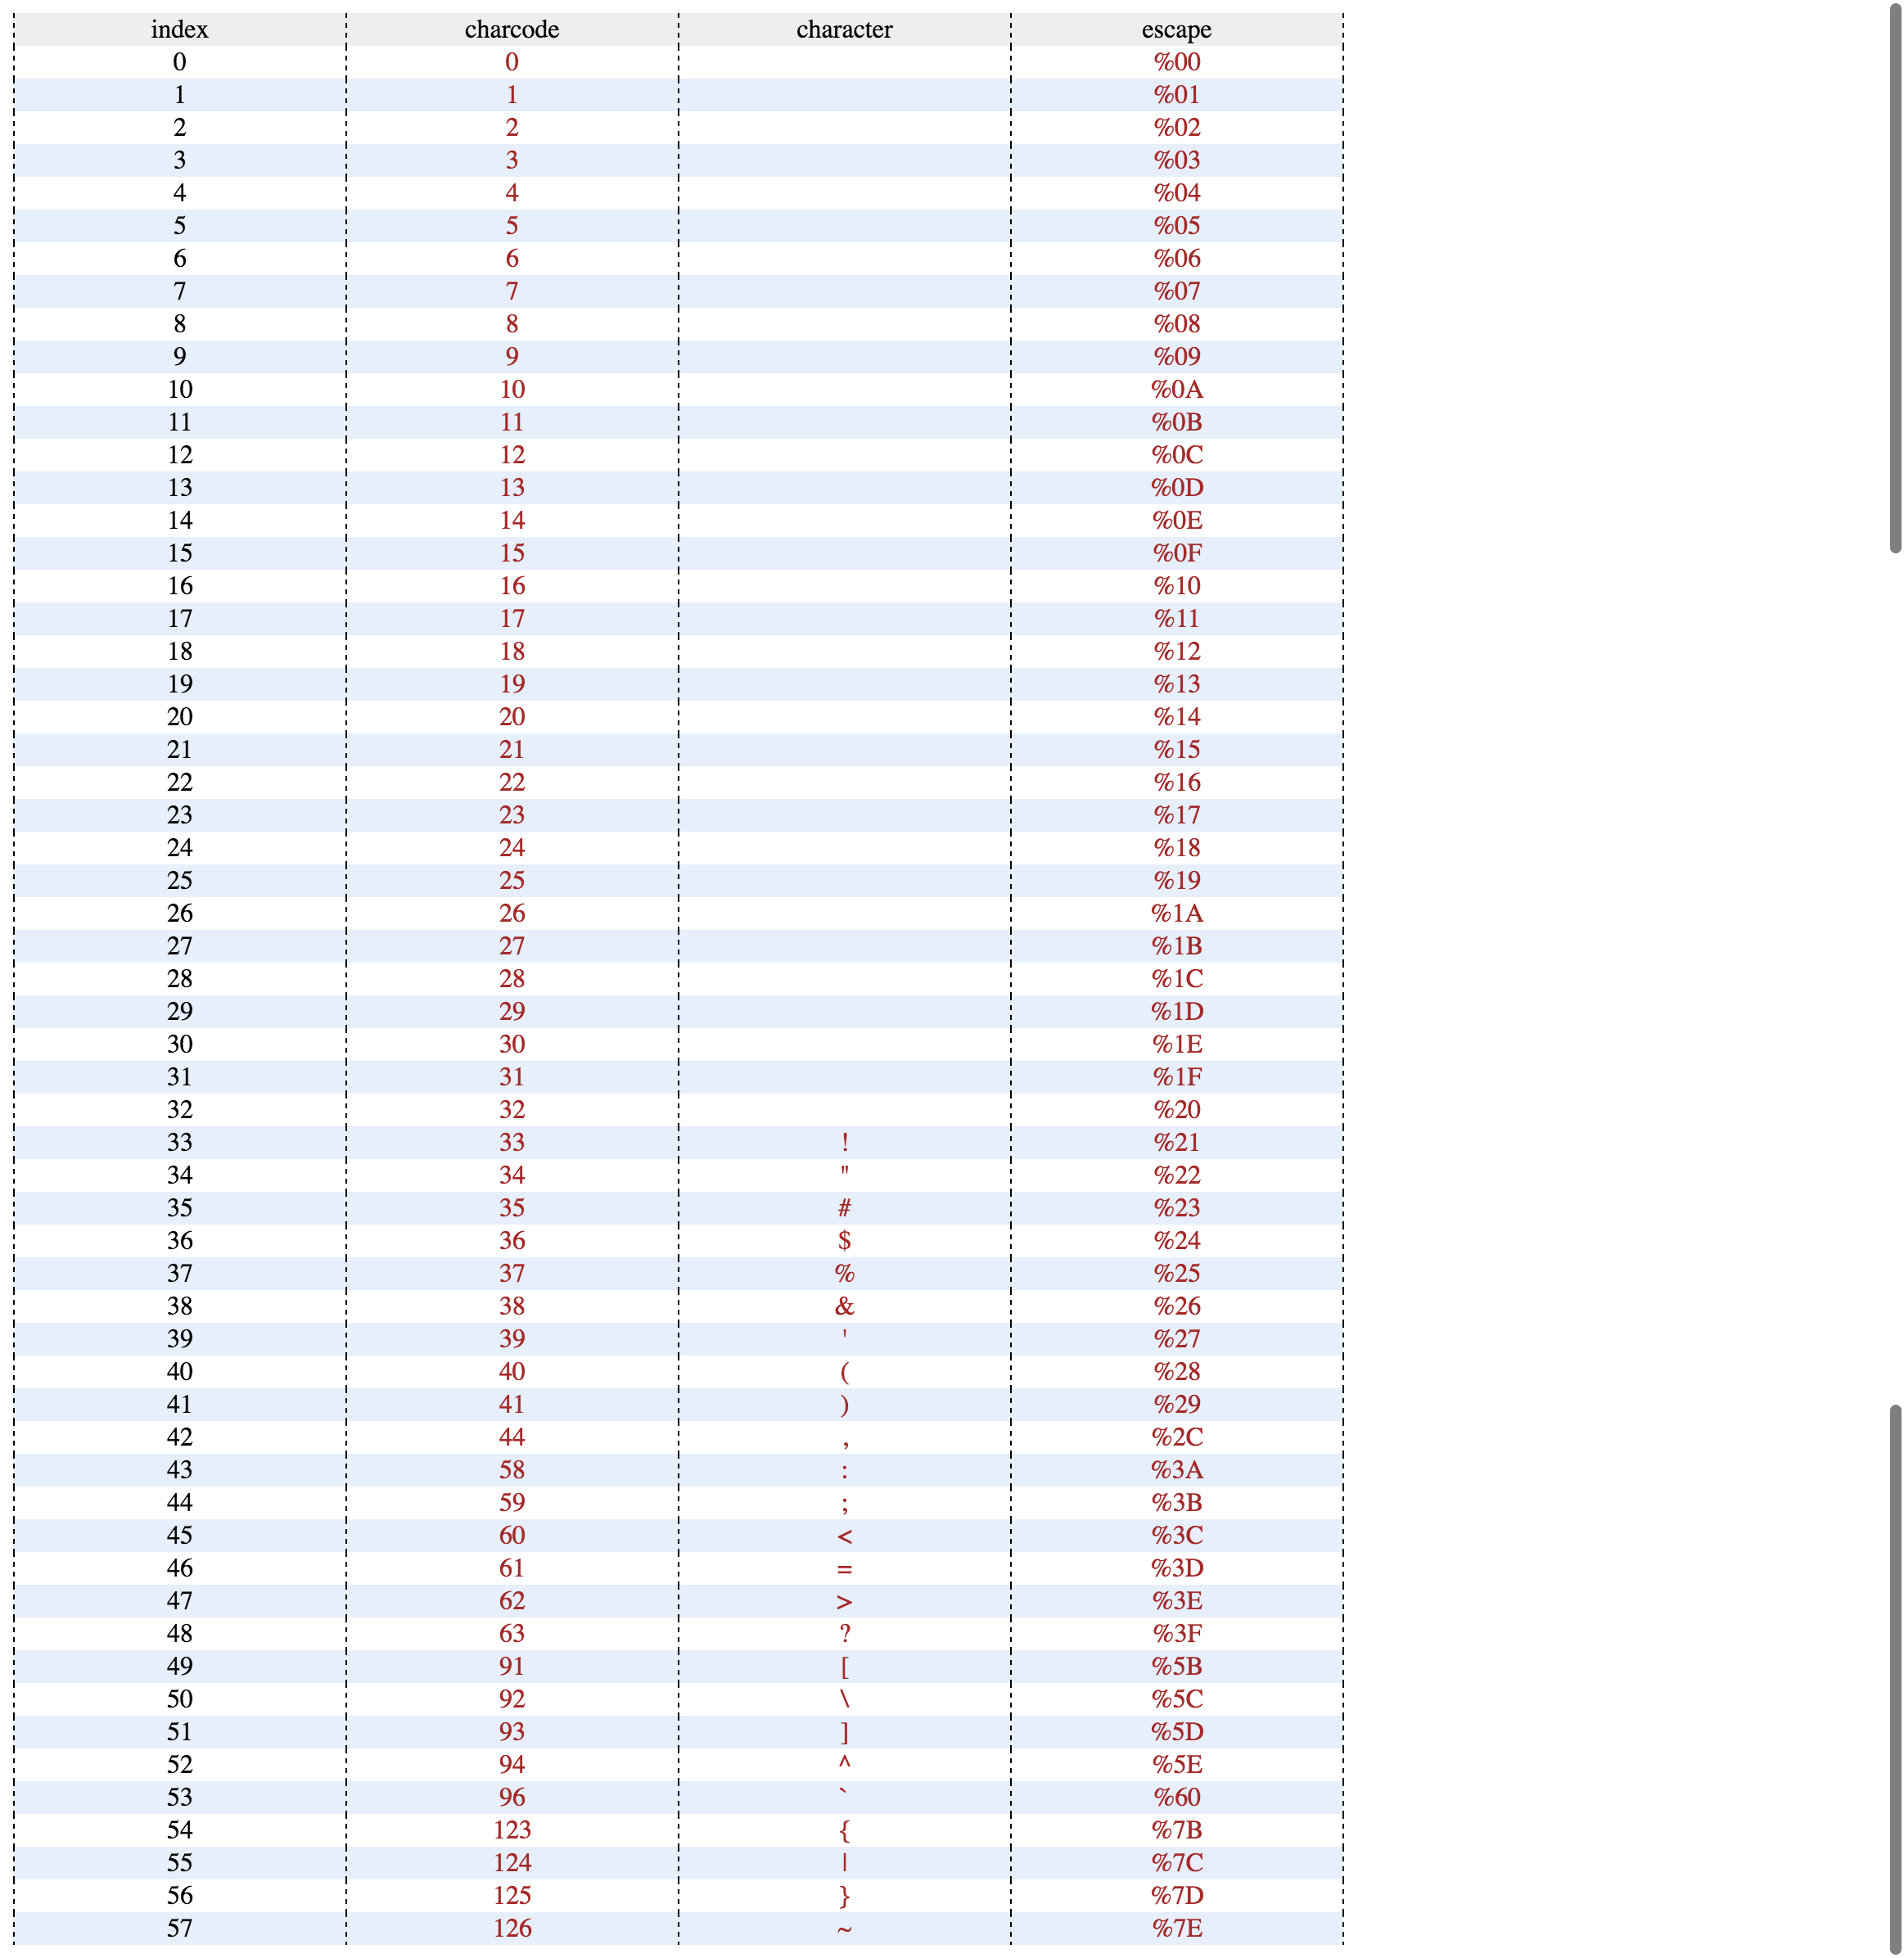 index charcode character escape
0 0 %00
1 1 %01
2 2 %02
3 3 %03
4 4 %04
5 5 %05
6 6 %06
7 7 %07
8 8 %08
9 9 %09
10 10 %0A
11 11 %0B
12 12 %0C
13 13 %0D
14 14 %0E
15 15 %0F
16 16 %10
17 17 %11
18 18 %12
19 19 %13
20 20 %14
21 21 %15
22 22 %16
23 23 %17
24 24 %18
25 25 %19
26 26 %1A
27 27 %1B
28 28 %1C
29 29 %1D
30 30 %1E
31 31 %1F
32 32 %20
33 33 ! %21
34 34 " %22
35 35 # %23
36 36 $ %24
37 37 % %25
38 38 & %26
39 39 ' %27
40 40 ( %28
41 41 ) %29
42 44 , %2C
43 58 : %3A
44 59 ; %3B
45 60 < %3C
46 61 = %3D
47 62 > %3E
48 63 ? %3F
49 91 [ %5B
50 92 \ %5C
51 93 ] %5D
52 94 ^ %5E
53 96 ` %60
54 123 { %7B
55 124 | %7C
56 125 } %7D
57 126 ~ %7E